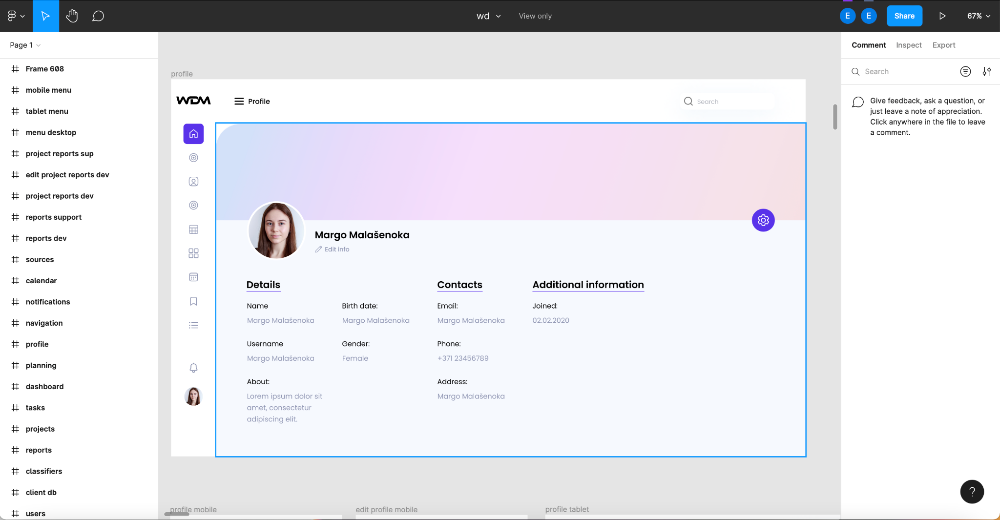 wd
View only
E
E
Share
67%
Page 1
Frame 608
mobile menu
tablet menu
menu desktop
project reports sup
edit project reports dev
project reports dev
reports support
reports dev
sources
calendar
notifications
navigation
profile
planning
dashboard
tasks
projects
reports
classifiers
client db
users
profile
WDM
Profile
Search
Margo Malašenoka
Edit info
Details
Name
Margo Malašenoka
Birth date:
Margo Malašenoka
Username
Margo Malašenoka
Gender:
Female
About:
Lorem ipsum dolor sit
amet, consectetur
adipiscing elit.
Contacts
Email:
Margo Malašenoka
Phone:
+371 23456789
Address:
Margo Malašenoka
Additional information
Joined:
02.02.2020
profile mobile
edit profile mobile
profile tablet
Comment
Inspect
Export
Search
Give feedback, ask a question, or
just leave a note of appreciation.
Click anywhere in the file to leave
a comment.
?